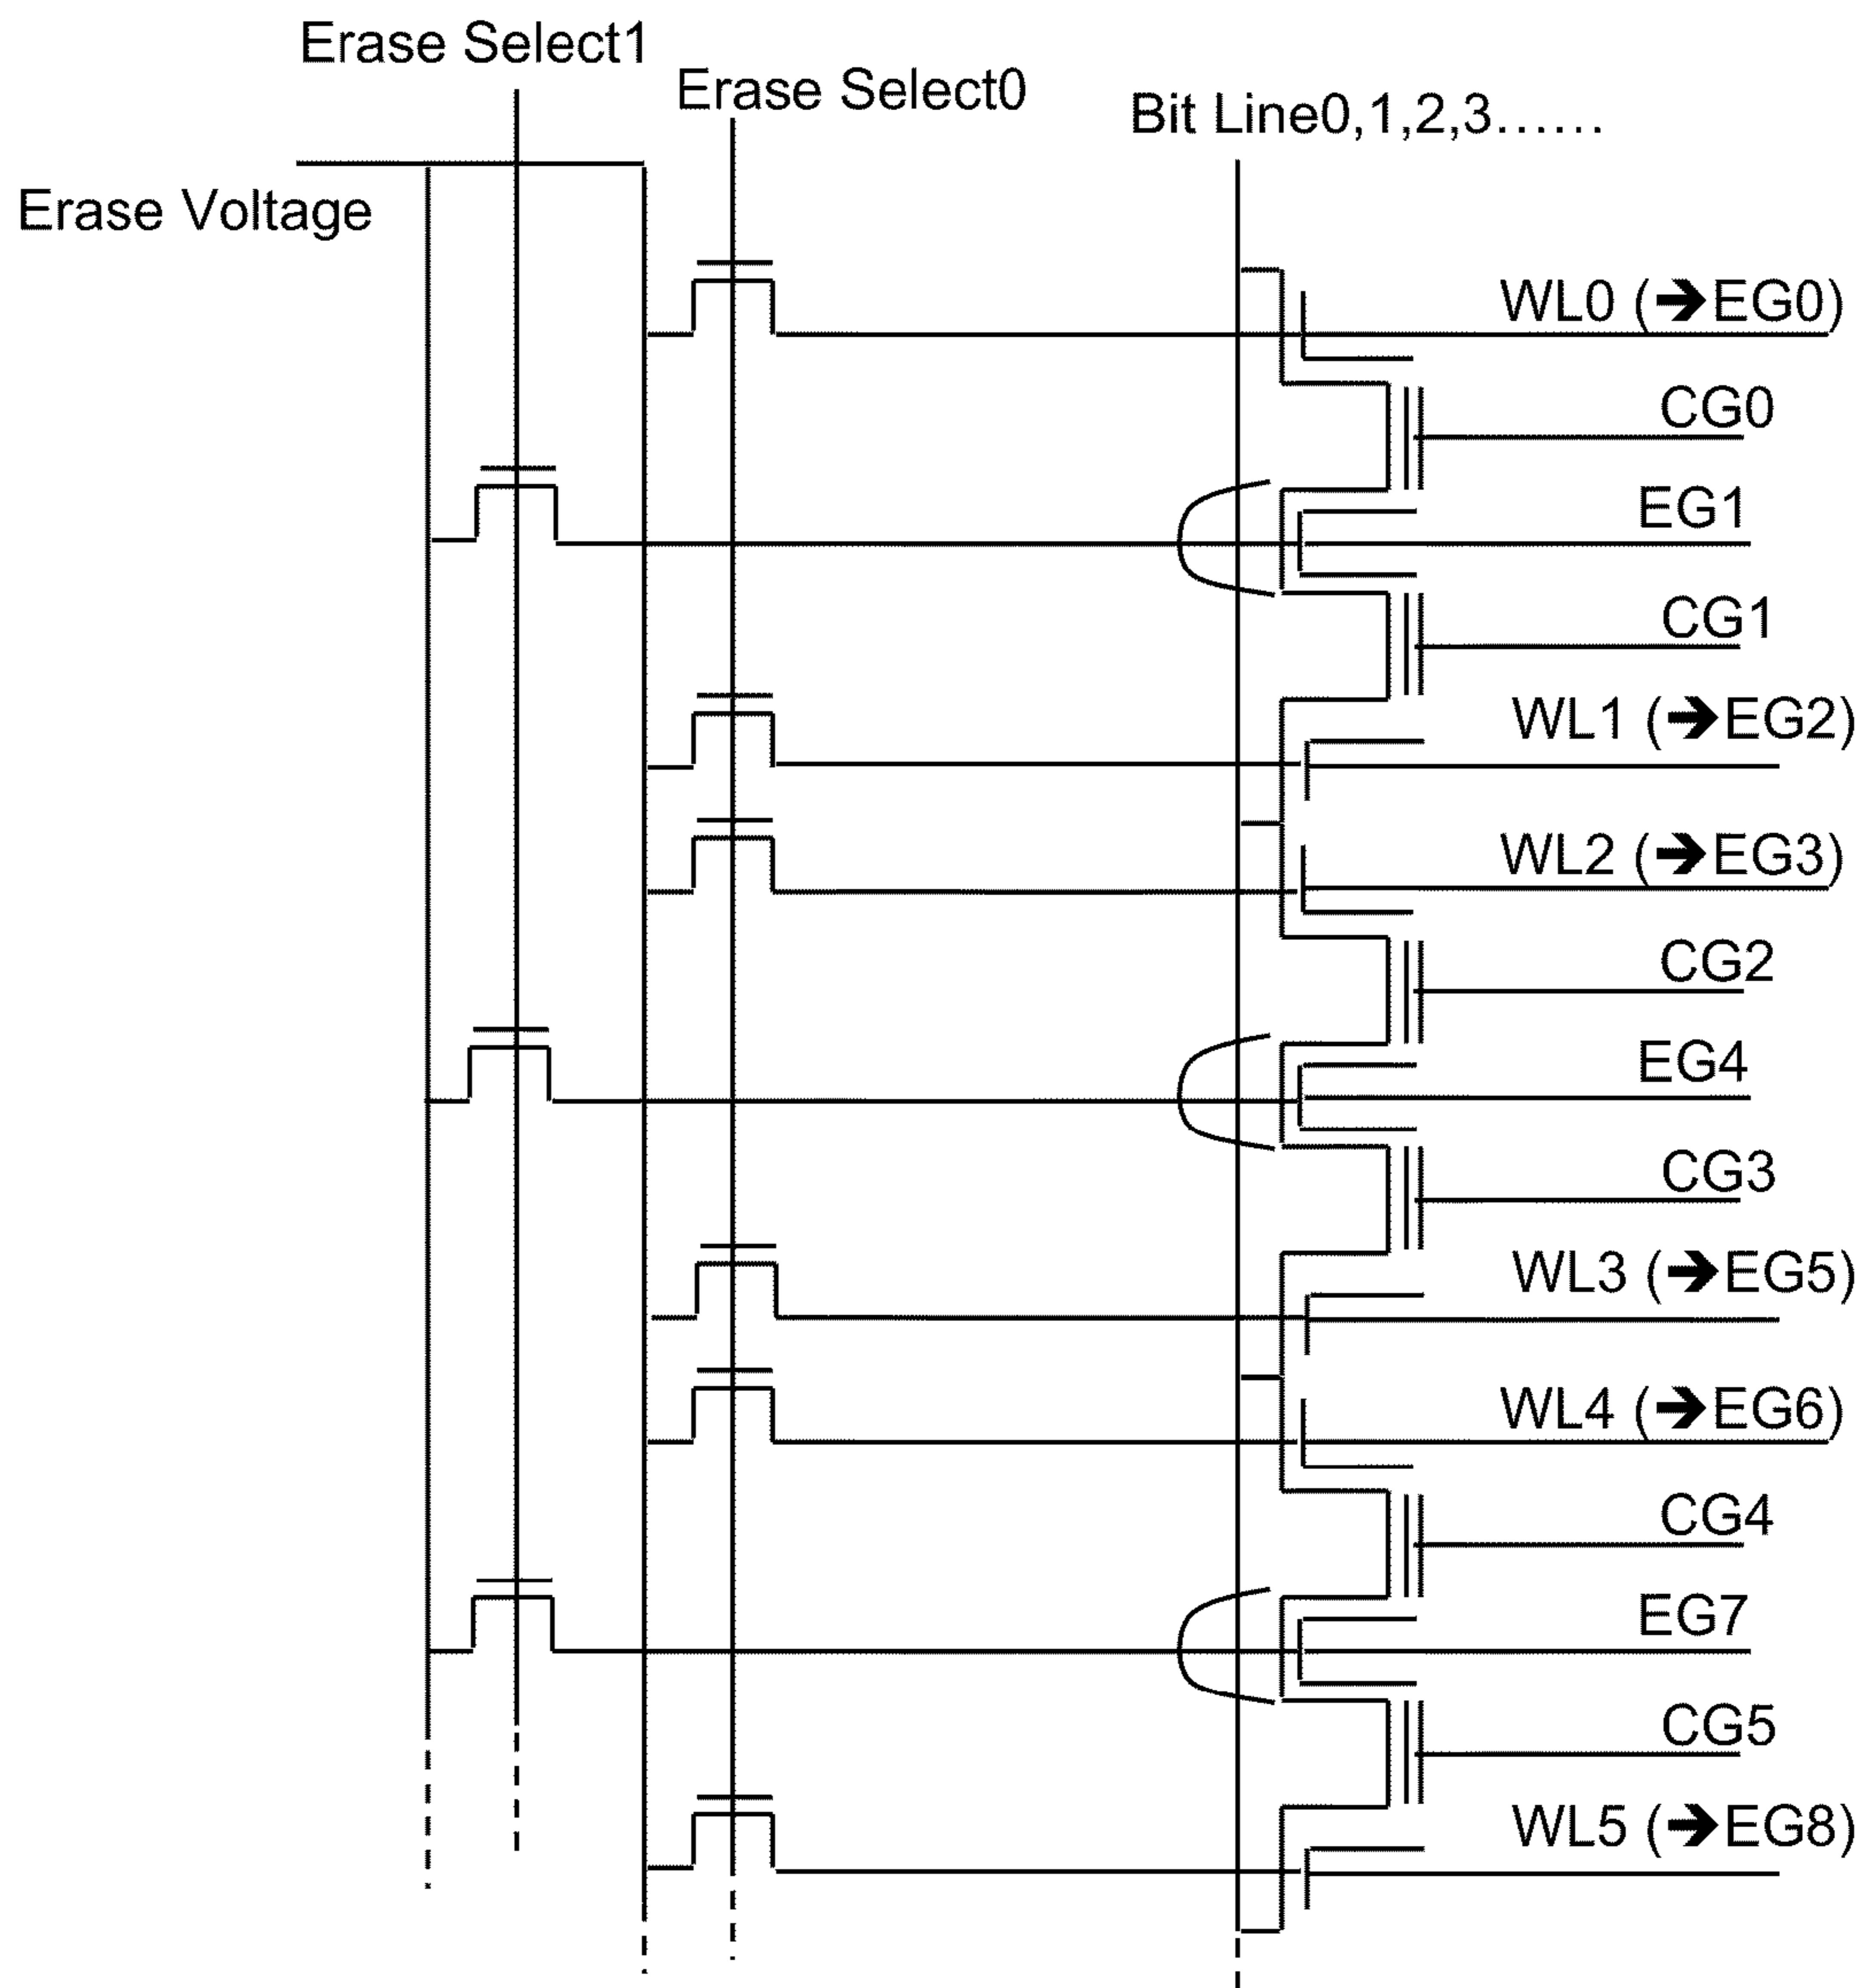 Erase Select1
Erase Select0
Bit Line0,1,2,3......
Erase Voltage
WL0 (➔EG0)
CG0
EG1
CG1
WL1 (➔EG2)
WL2 (➔EG3)
CG2
EG4
CG3
WL3 (➔EG5)
WL4 (➔EG6)
CG4
EG7
CG5
WL5 (➔EG8)